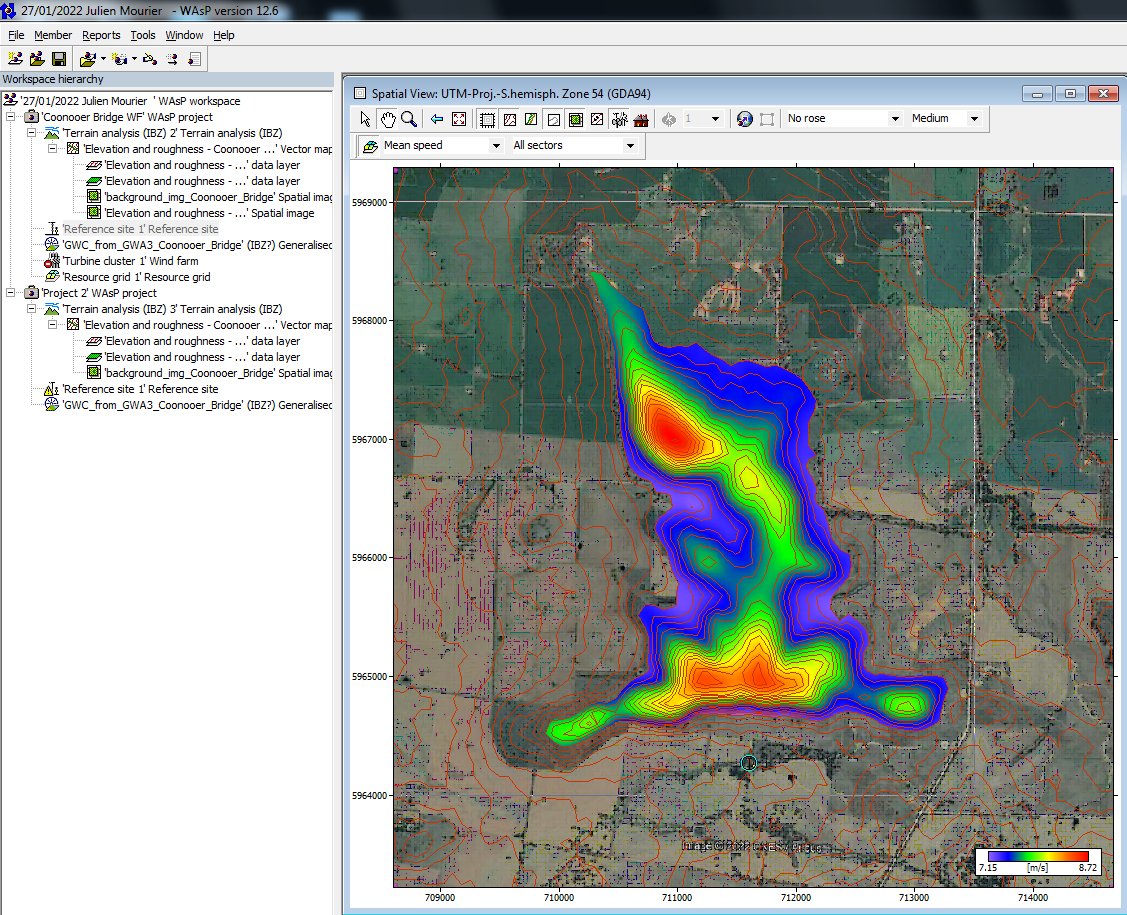 27/01/2022 Julien Mourier - WAsP version 12.6
File Member Reports Tools Window Help
Workspace hierarchy
'27/01/2022 Julien Mourier ' WAsP workspace
'Coonooer Bridge WF' WAsP project
'Terrain analysis (IBZ) 2' Terrain analysis (IBZ)
'Elevation and roughness - Coonooer ...' Vector map
'Elevation and roughness - ...' data layer
'Elevation and roughness - ...' data layer
'background_img_Coonooer_Bridge' Spatial imag
'Elevation and roughness - ...' Spatial image
'Reference site 1' Reference site
'GWC_from_GWA3_Coonooer_Bridge' (IBZ?) Generalised
'Turbine cluster 1' Wind farm
'Resource grid 1' Resource grid
'Project 2' WAsP project
'Terrain analysis (IBZ) 3' Terrain analysis (IBZ)
'Elevation and roughness - Coonooer ...' Vector map
'Elevation and roughness - ...' data layer
'Elevation and roughness - ...' data layer
'background_img_Coonooer_Bridge' Spatial imag
'Reference site 1' Reference site
'GWC_from_GWA3_Coonooer_Bridge' (IBZ?) Generalised
Spatial View: UTM-Proj.-S.hemisph. Zone 54 (GDA94)
1 No rose Medium
Mean speed All sectors
5969000
5968000
5967000
5966000
5965000
5964000
7.15 [m/s] 8.72
709000 710000 711000 712000 713000 714000